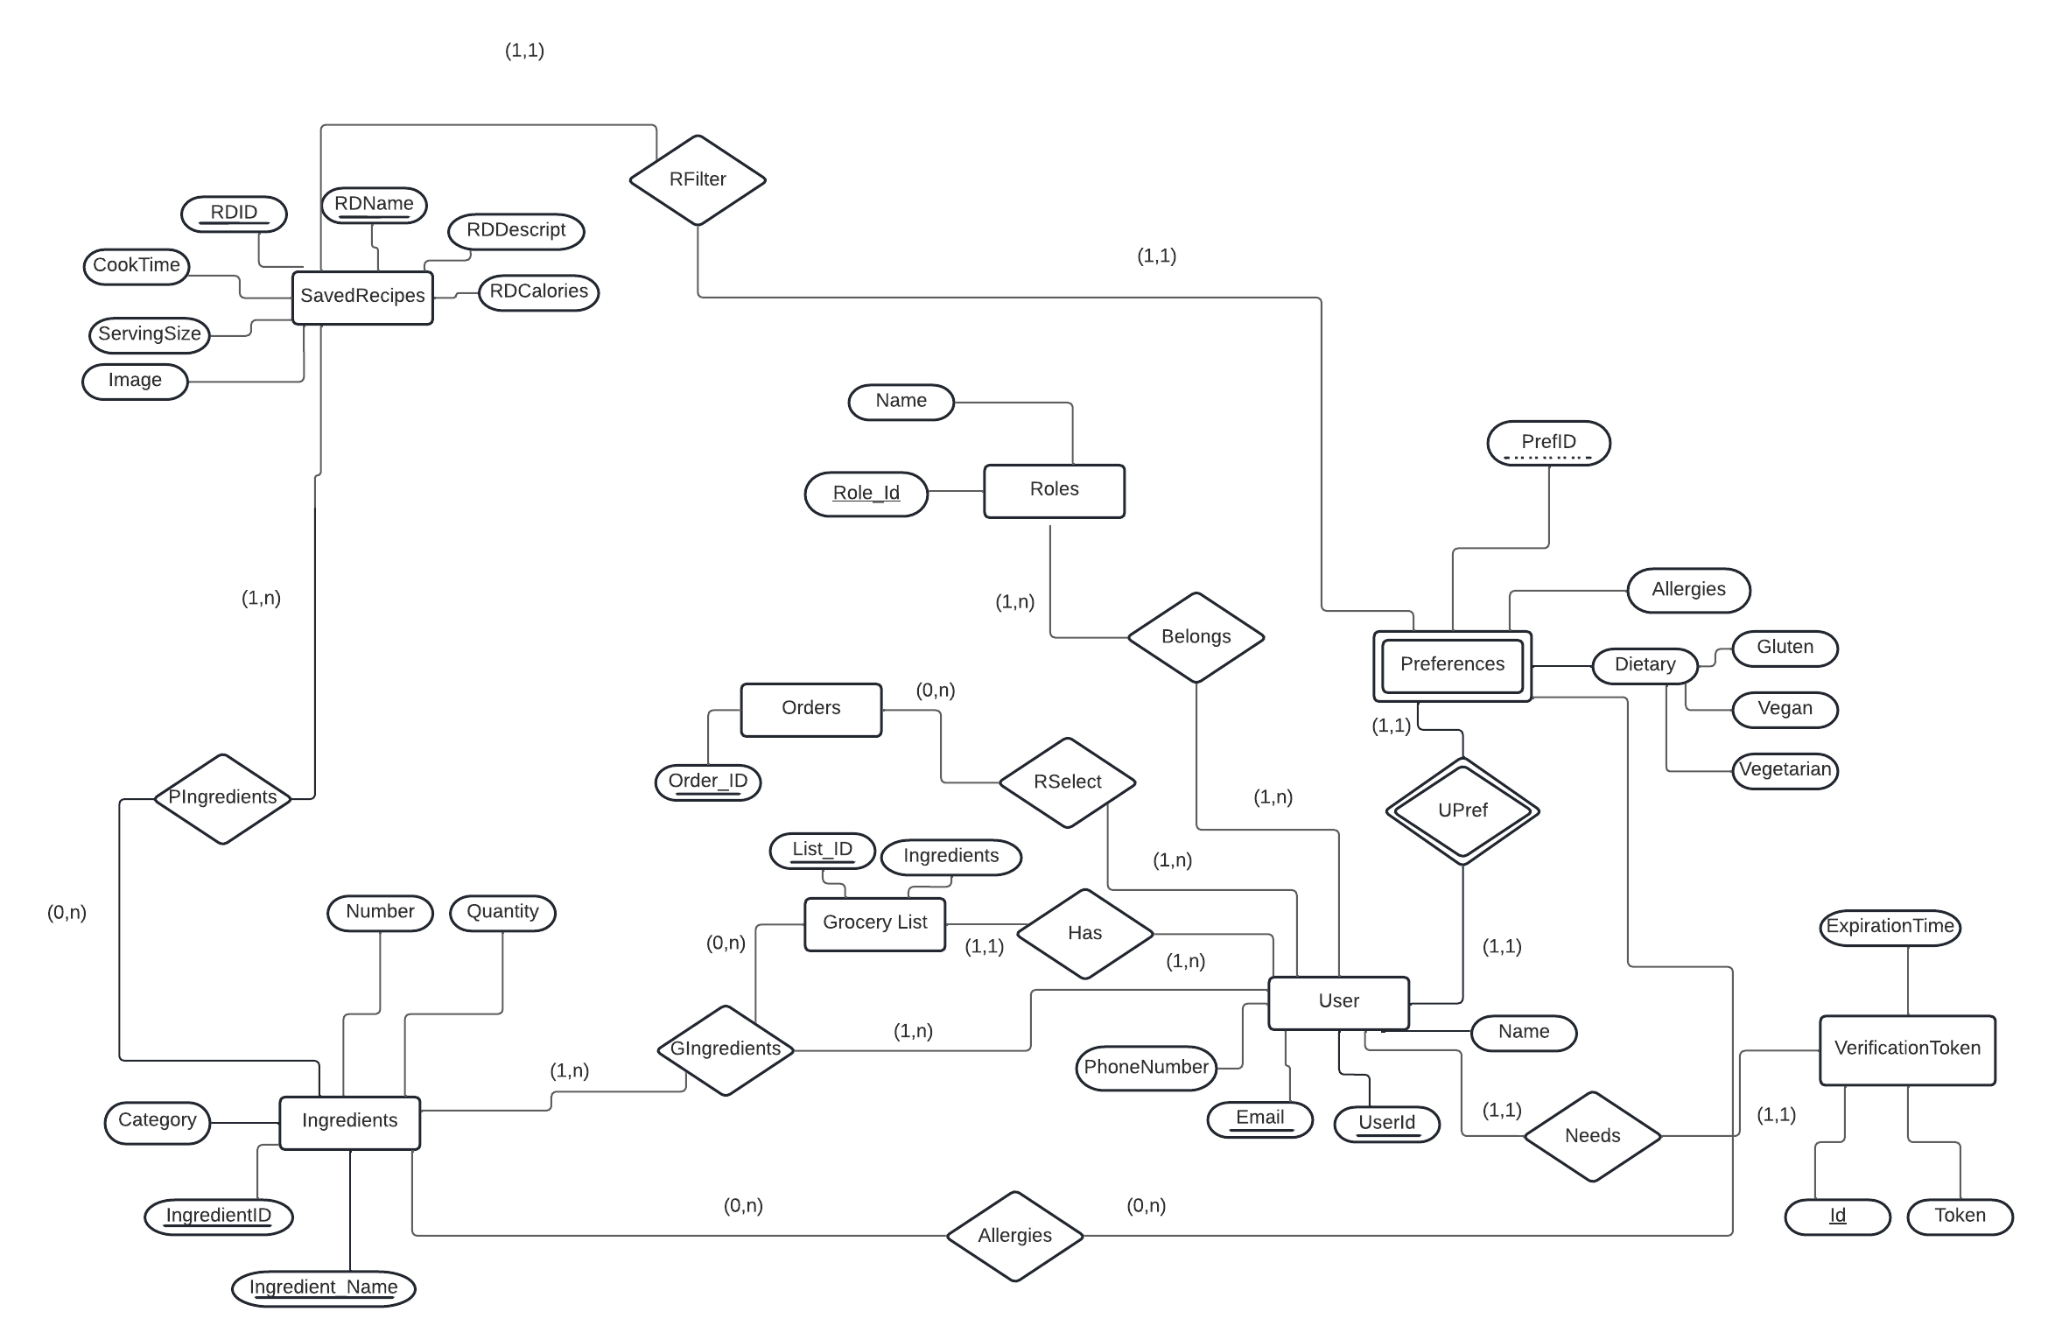 (1,1)
RFilter
RDID
RDName
RDDescript
(1,1)
CookTime
SavedRecipes
RDCalories
ServingSize
Image
Name
PrefID
Role_Id
Roles
(1,n)
(1,n)
Belongs
Allergies
Preferences
Dietary
Gluten
Vegan
Vegetarian
(1,1)
Orders
(0,n)
Order_ID
RSelect
PIngredients
(1,n)
UPref
List_ID
Ingredients
(1,n)
(0,n)
Number
Quantity
Grocery List
(0,n)
(1,1)
Has
(1,n)
(1,1)
ExpirationTime
User
Name
GIngredients
(1,n)
PhoneNumber
VerificationToken
(1,n)
Category
Ingredients
Email
UserId
(1,1)
Needs
(1,1)
IngredientID
(0,n)
Allergies
(0,n)
Id
Token
Ingredient_Name